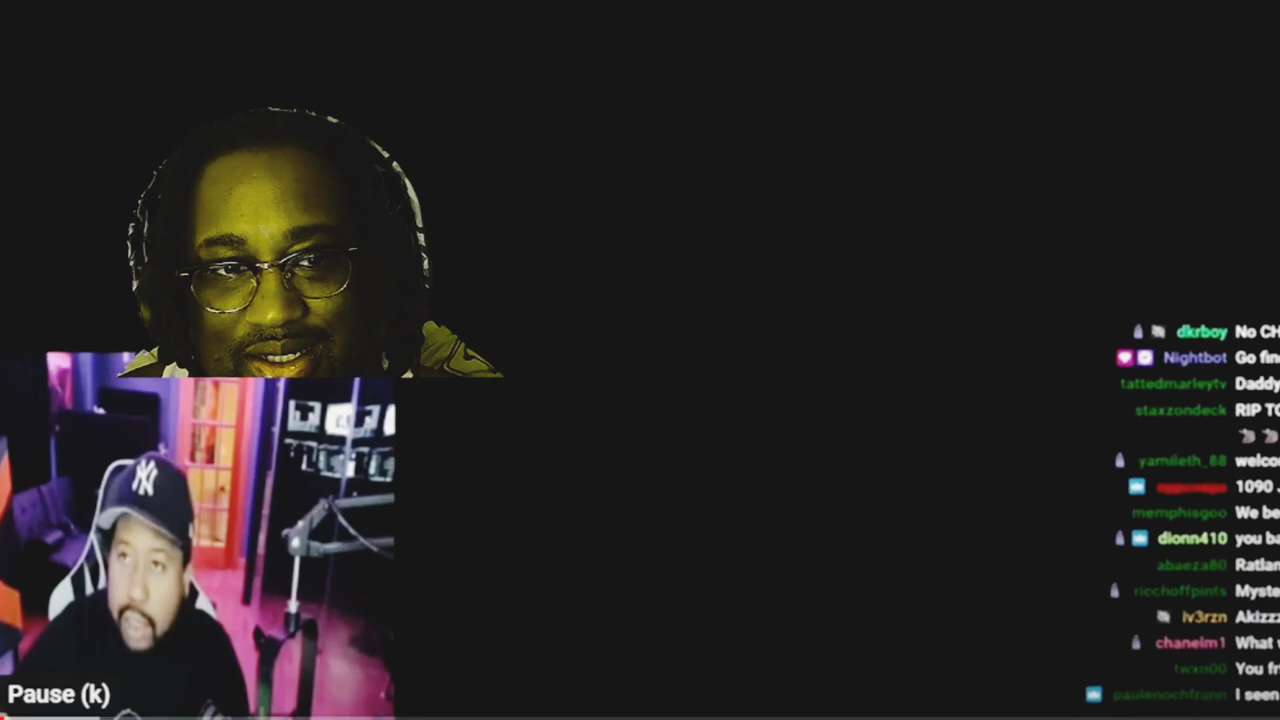 NY
dkrboy No CH
Nightbot Go fin
tattedmarleytv Daddy
staxzondeck RIP TO
yamileth_88 welco
1090
memphisgoo We be
dionn410 you ba
abaeza80 Ratlan
ricchoffpints Myste
lv3rzn Akizzz
chanelm1 What
You fr
paulenochfrann I seen
Pause (k)